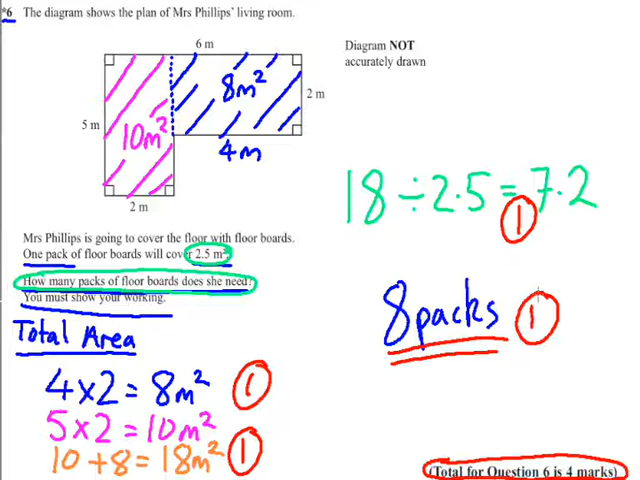 *6 The diagram shows the plan of Mrs Phillips' living room.
6 m
Diagram NOT
accurately drawn
8m²
2 m
5 m
10m²
4m
2 m
18 ÷ 2.5 = 7.2
1
Mrs Phillips is going to cover the floor with floor boards.
One pack of floor boards will cover 2.5 m².
How many packs of floor boards does she need?
You must show your working.
8 packs 1
Total Area
4 × 2 = 8m² 1
5 × 2 = 10m²
10 + 8 = 18m² 1
(Total for Question 6 is 4 marks)